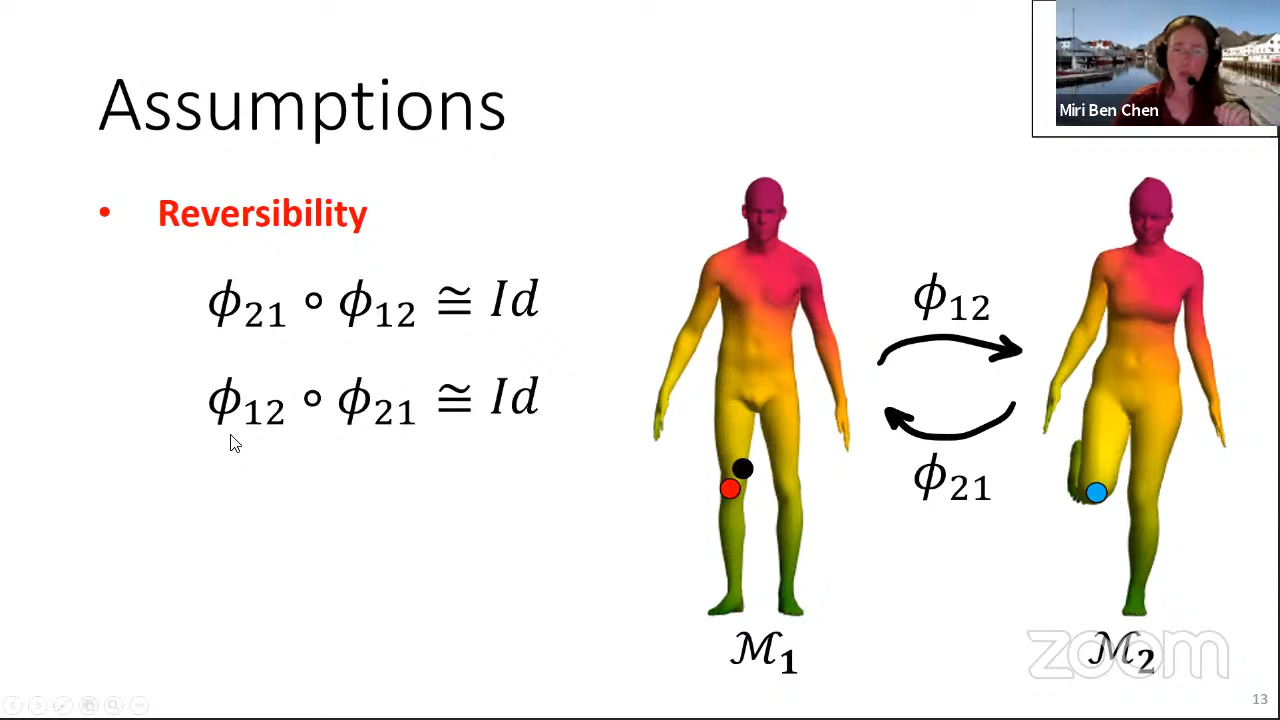 Assumptions
Miri Ben Chen
• Reversibility
𝜙₂₁ ∘ 𝜙₁₂ ≅ 𝐼𝑑
𝜙₁₂ ∘ 𝜙₂₁ ≅ 𝐼𝑑
𝜙₁₂
𝜙₂₁
ℳ₁
ℳ₂
zoom
13